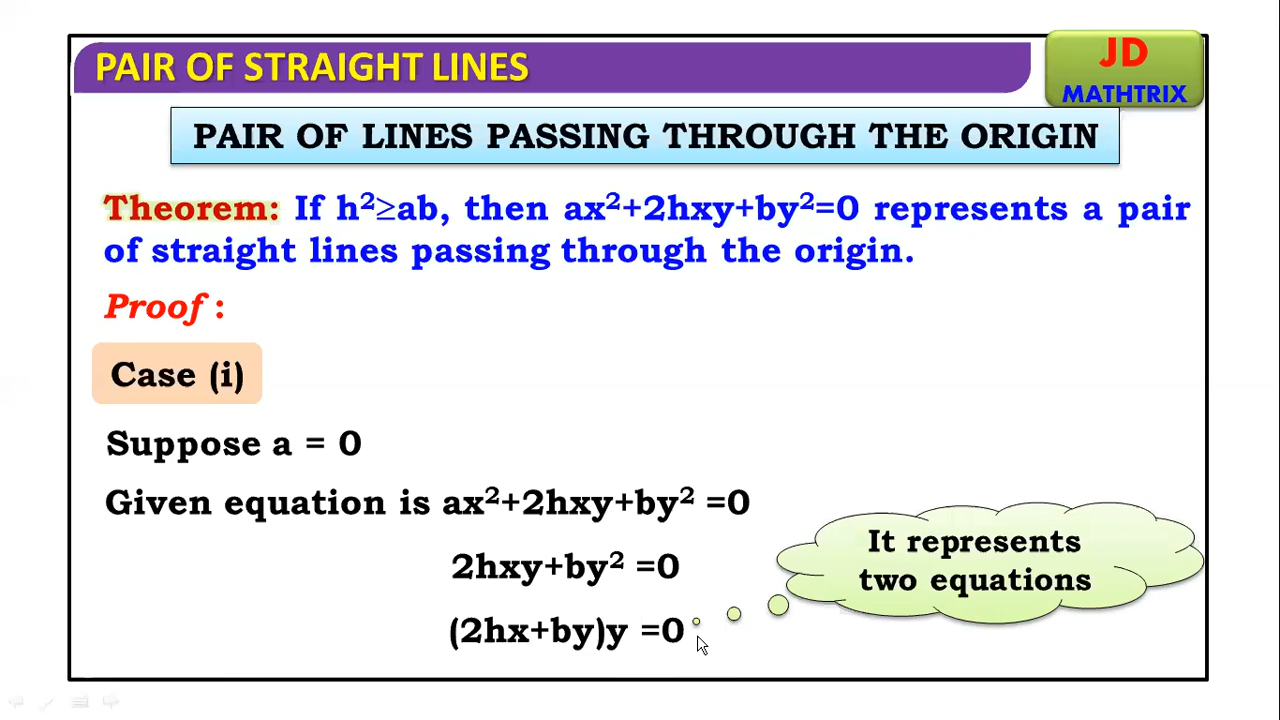 PAIR OF STRAIGHT LINES
JD
MATHTRIX
PAIR OF LINES PASSING THROUGH THE ORIGIN
Theorem: If h²≥ab, then ax²+2hxy+by²=0 represents a pair
of straight lines passing through the origin.
Proof :
Case (i)
Suppose a = 0
Given equation is ax²+2hxy+by² =0
2hxy+by² =0
(2hx+by)y =0
It represents
two equations